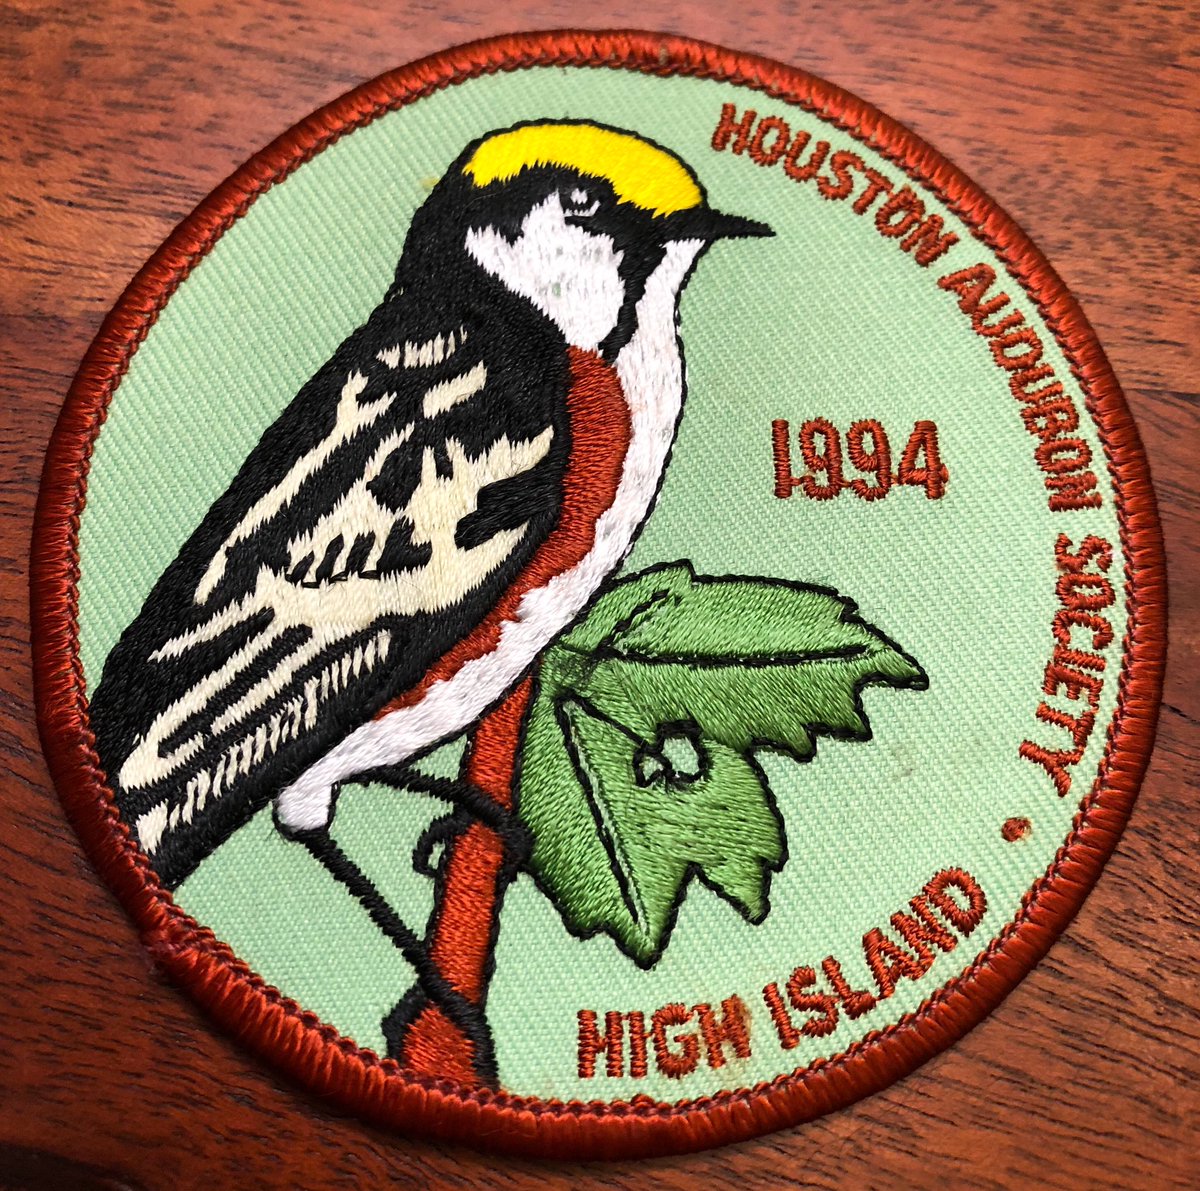 HOUSTON AUDUBON SOCIETY •
HIGH ISLAND
1994